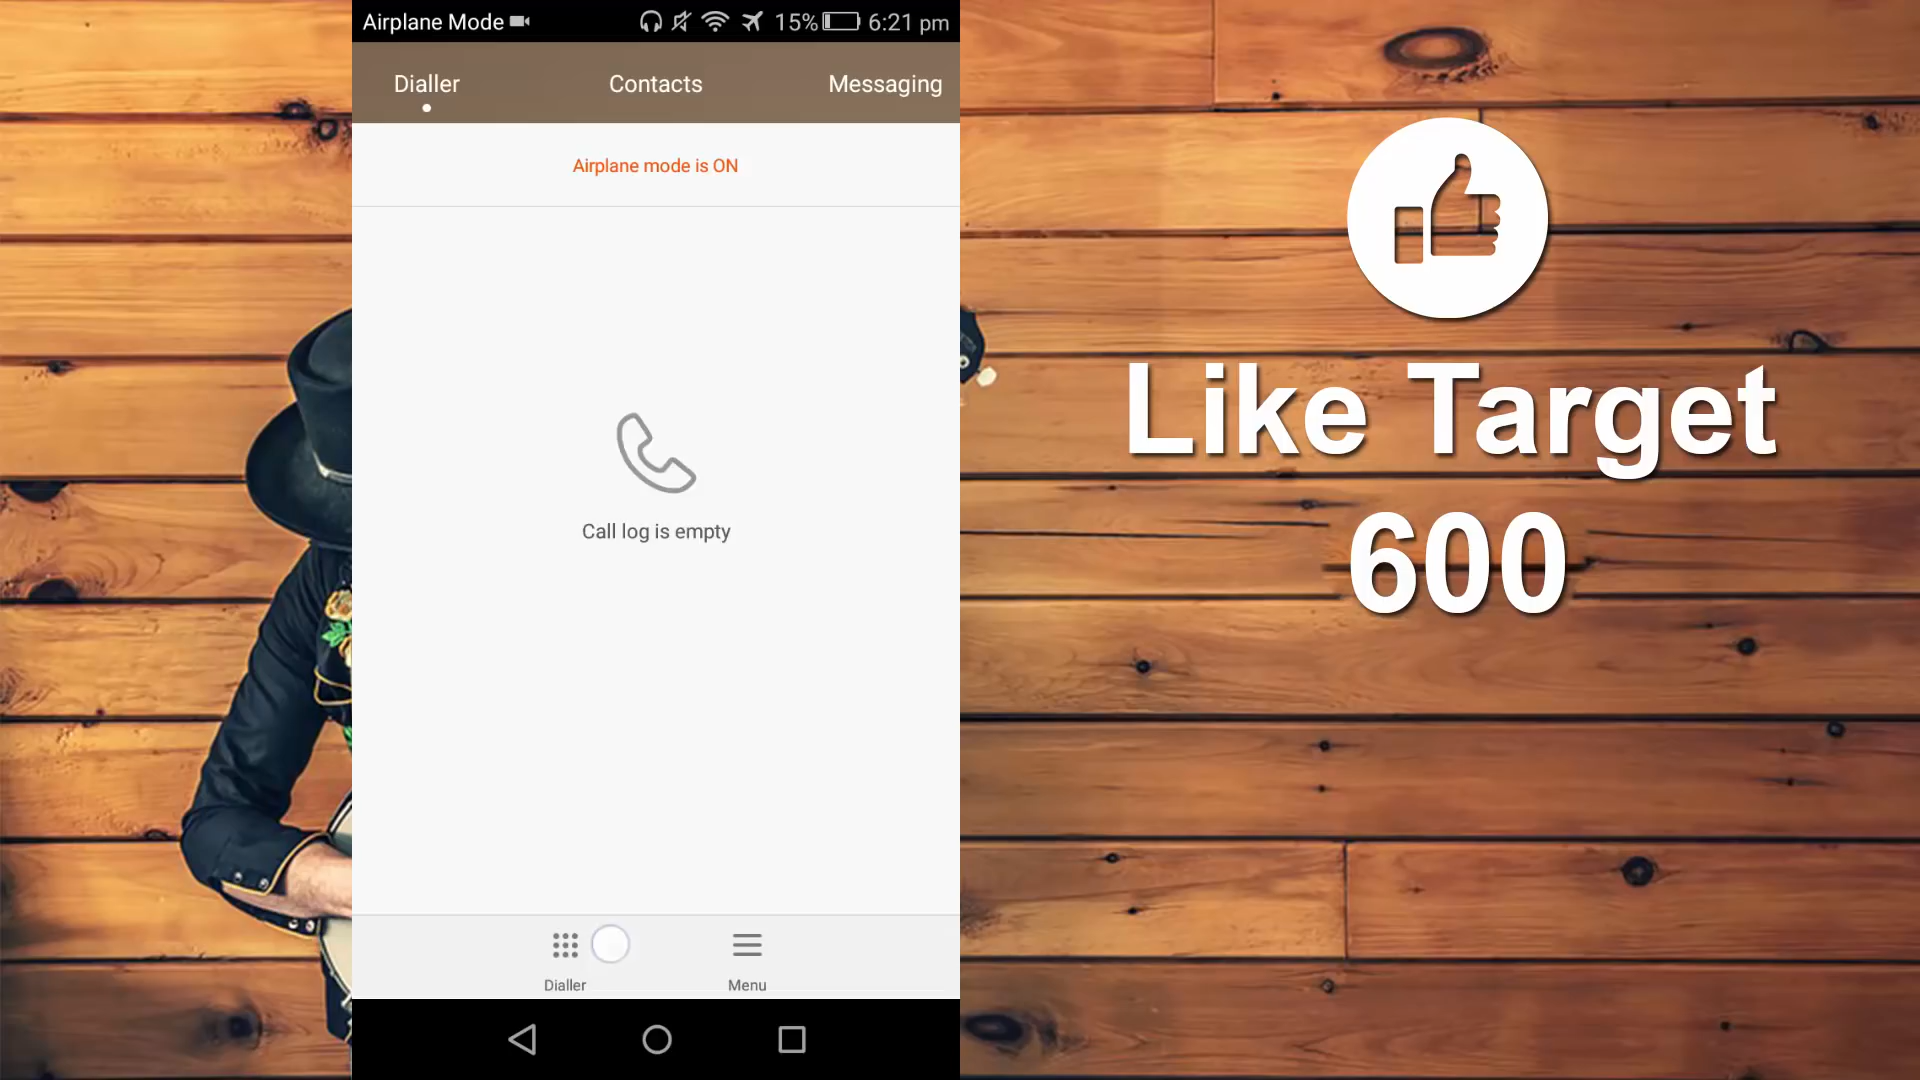 Airplane Mode 15% 6:21 pm
Dialler Contacts Messaging
Airplane mode is ON
Call log is empty
Dialler Menu
Like Target
600